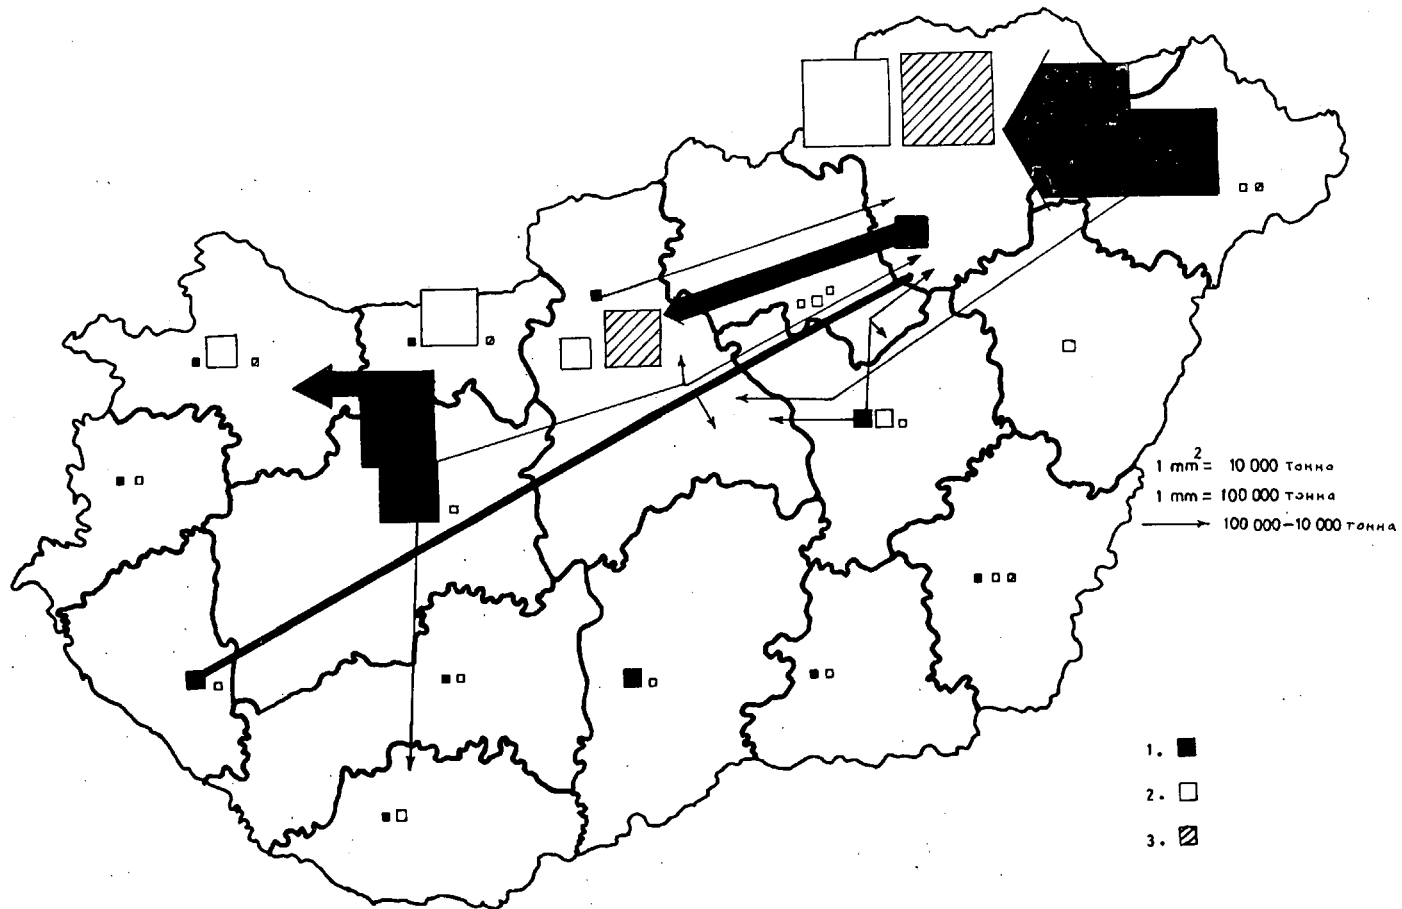 1 mm² = 10 000 тонна
1 mm = 100 000 тонна
100 000-10 000 тонна
1.
2.
3.